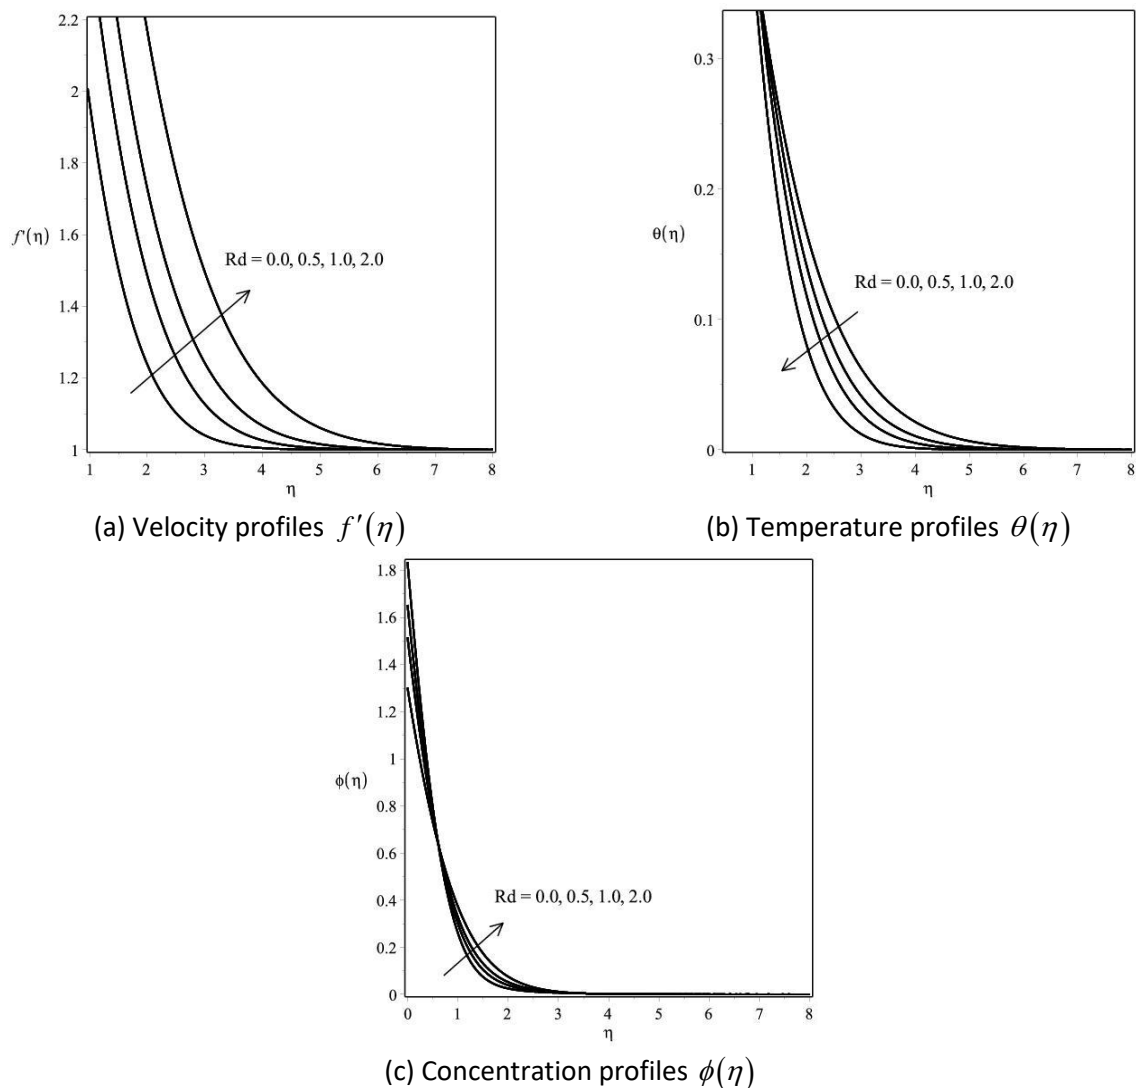 2.2
2
1.8
1.6
f'(η)
Rd = 0.0, 0.5, 1.0, 2.0
1.4
1.2
1
1 2 3 4 5 6 7 8
η
(a) Velocity profiles f′(η)
0.3
0.2
θ(η)
Rd = 0.0, 0.5, 1.0, 2.0
0.1
0
1 2 3 4 5 6 7 8
η
(b) Temperature profiles θ(η)
1.8
1.6
1.4
1.2
1
ϕ(η)
0.8
0.6
0.4
Rd = 0.0, 0.5, 1.0, 2.0
0.2
0
0 1 2 3 4 5 6 7 8
η
(c) Concentration profiles ϕ(η)